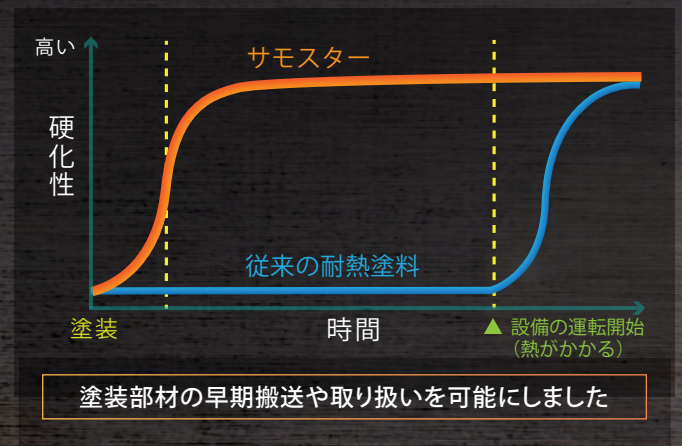 高い
サモスター
硬化性
従来の耐熱塗料
塗装
時間
▲ 設備の運転開始
（熱がかかる）
塗装部材の早期搬送や取り扱いを可能にしました